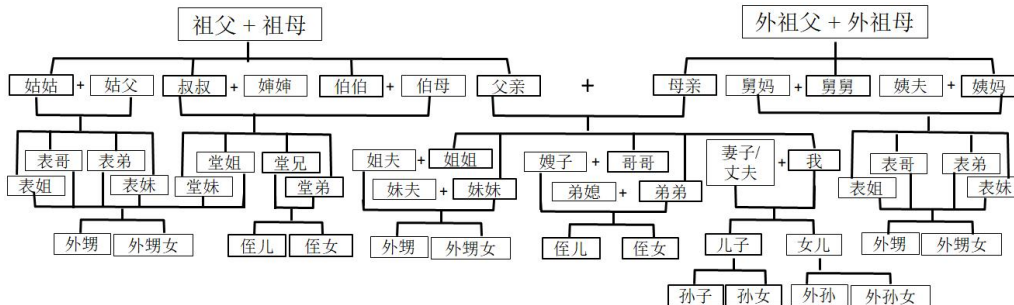 祖父 + 祖母
外祖父 + 外祖母
姑姑 + 姑父
叔叔 + 婶婶
伯伯 + 伯母
父亲 + 母亲
舅妈 + 舅舅
姨夫 + 姨妈
表哥
表弟
表姐
表妹
堂姐
堂兄
堂妹
堂弟
姐夫 + 姐姐
妹夫 + 妹妹
嫂子 + 哥哥
弟媳 + 弟弟
妻子/
丈夫
+ 我
表哥
表弟
表姐
表妹
外甥
外甥女
侄儿
侄女
外甥
外甥女
侄儿
侄女
儿子
女儿
外甥
外甥女
孙子
孙女
外孙
外孙女